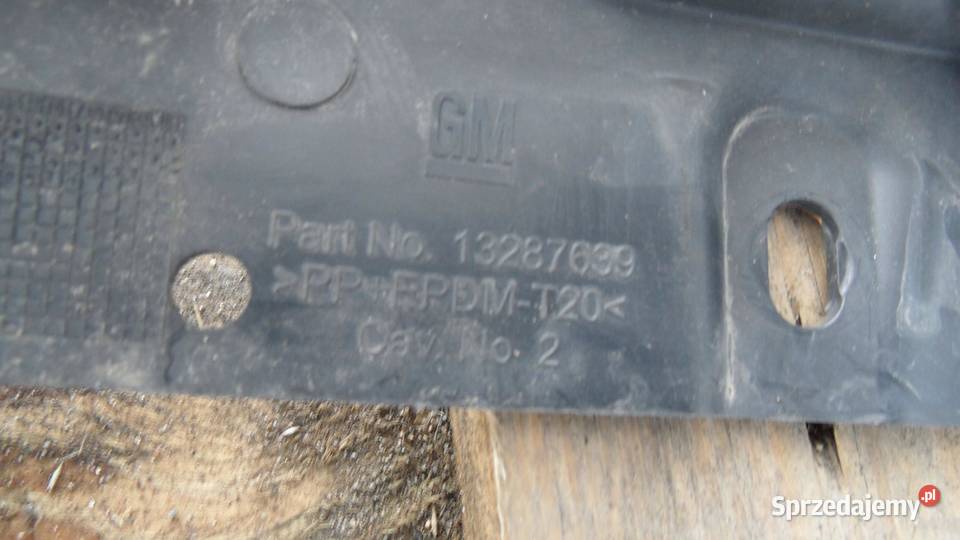 GM
Part No. 13287639
>PP+EPDM-T20<
Cav. No. 2
Sprzedajemy.pl